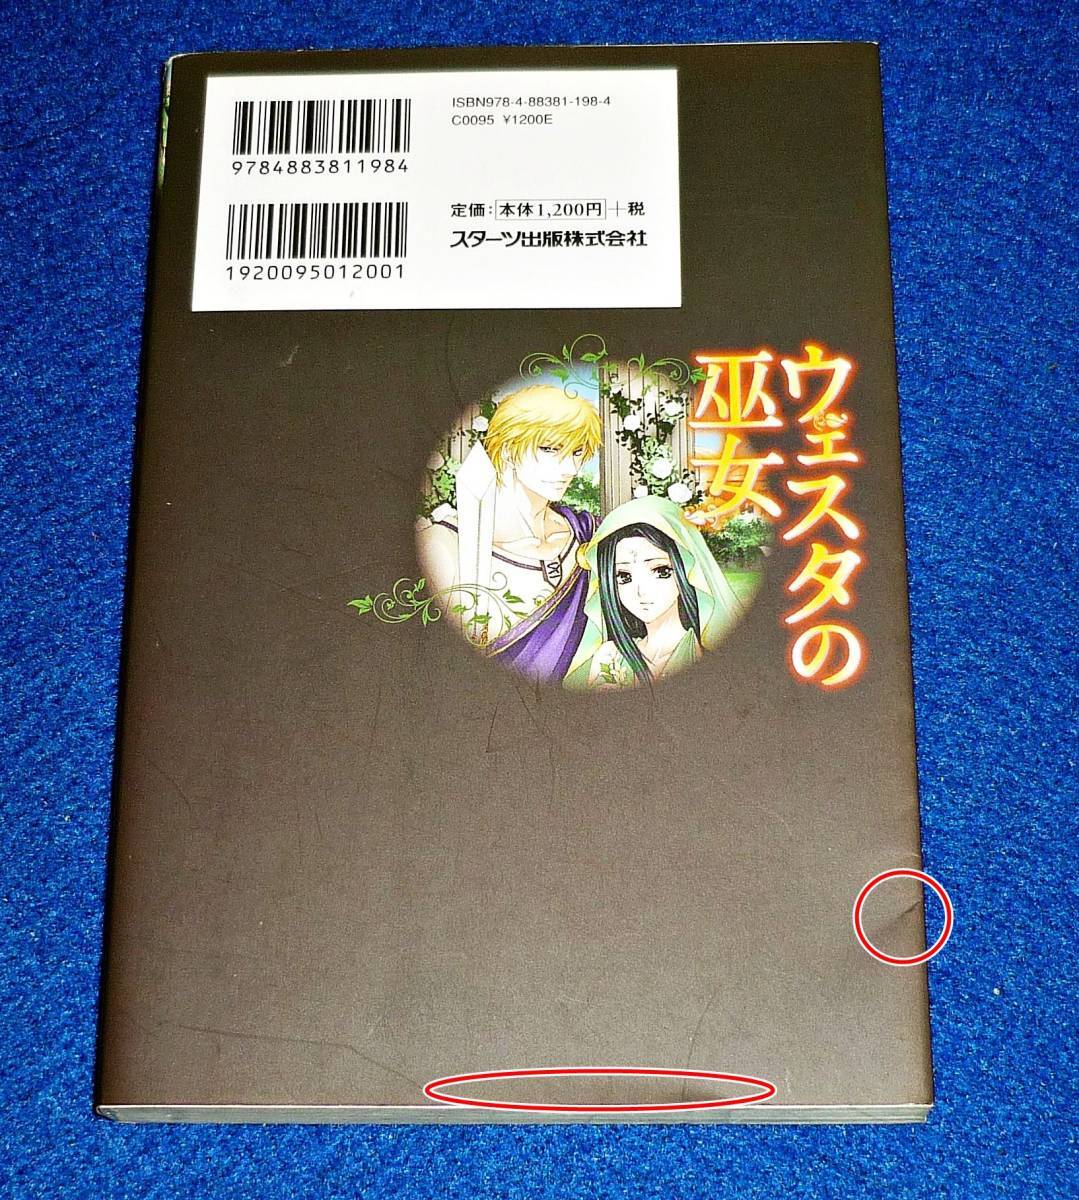 ISBN978-4-88381-198-4
C0095 ¥1200E
9784883811984
定価：本体1,200円+税
スターツ出版株式会社
1920095012001
ウェスタの
巫女